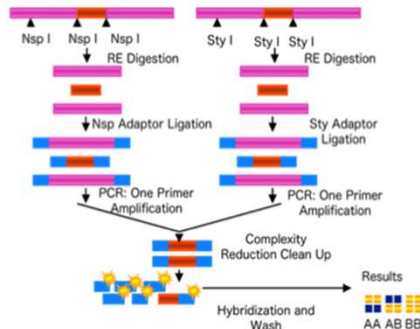 Nsp I Nsp I Nsp I Sty I Sty I Sty I
RE Digestion RE Digestion
Nsp Adaptor Ligation Sty Adaptor
Ligation
PCR: One Primer
Amplification
PCR: One Primer
Amplification
Complexity
Reduction Clean Up
Results
Hybridization and
Wash
AA AB BB